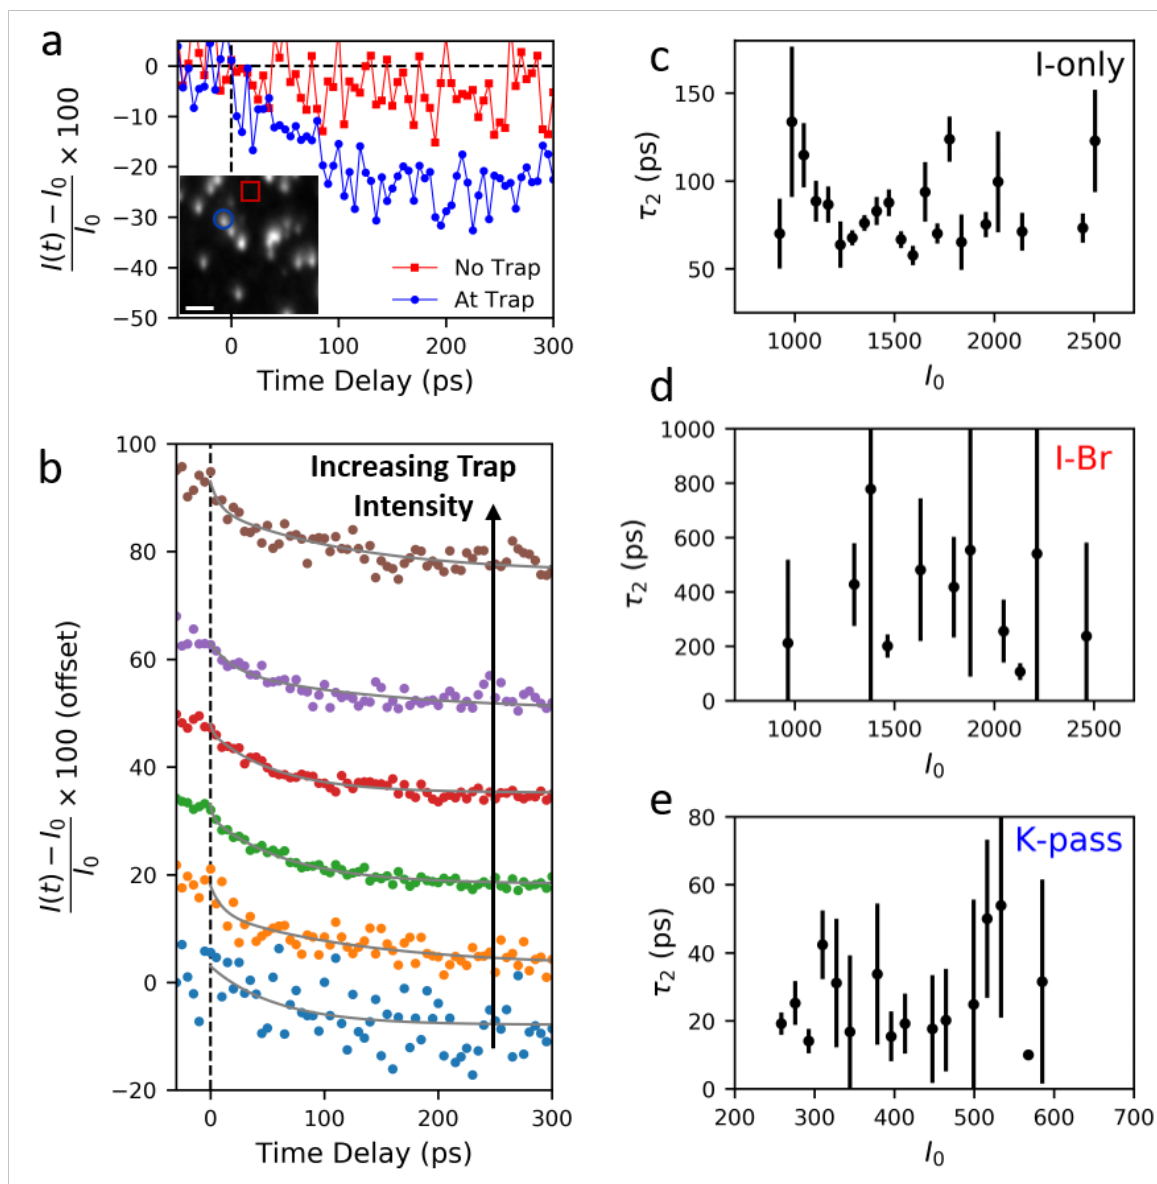 a
0
−10
−20
−30
−40
−50
I(t) − I₀
I₀
× 100
No Trap
At Trap
0 100 200 300
Time Delay (ps)
b
100
80
60
40
20
0
−20
I(t) − I₀
I₀
× 100 (offset)
Increasing Trap
Intensity
0 100 200 300
Time Delay (ps)
c
I-only
150
100
50
τ₂ (ps)
1000 1500 2000 2500
I₀
d
I-Br
1000
800
600
400
200
0
τ₂ (ps)
1000 1500 2000 2500
I₀
e
K-pass
80
60
40
20
0
τ₂ (ps)
200 300 400 500 600 700
I₀